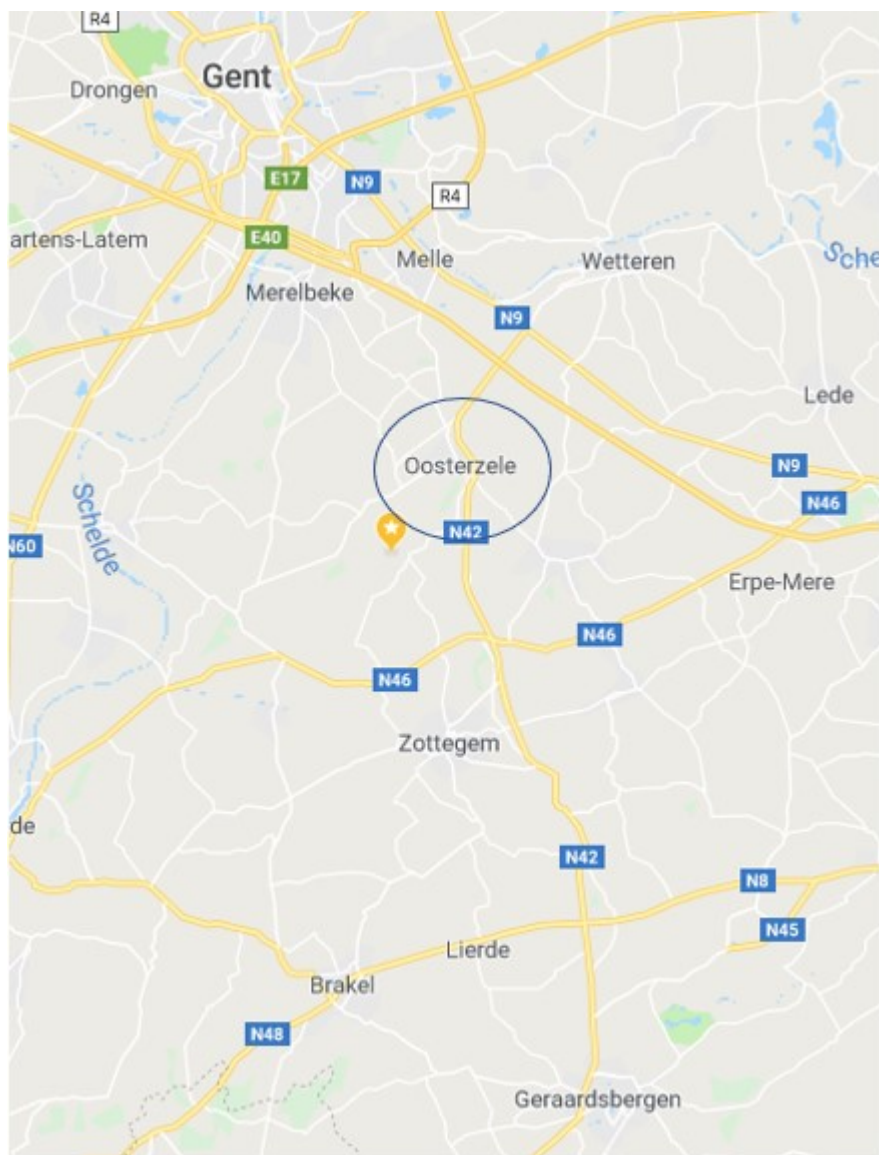 R4
Gent
Drongen
E17
N9
R4
artens-Latem
E40
Melle
Wetteren
Sche
Merelbeke
N9
Lede
Oosterzele
N9
Schelde
N46
N42
N60
Erpe-Mere
N46
N46
Zottegem
de
N42
N8
N45
Lierde
Brakel
N48
Geraardsbergen